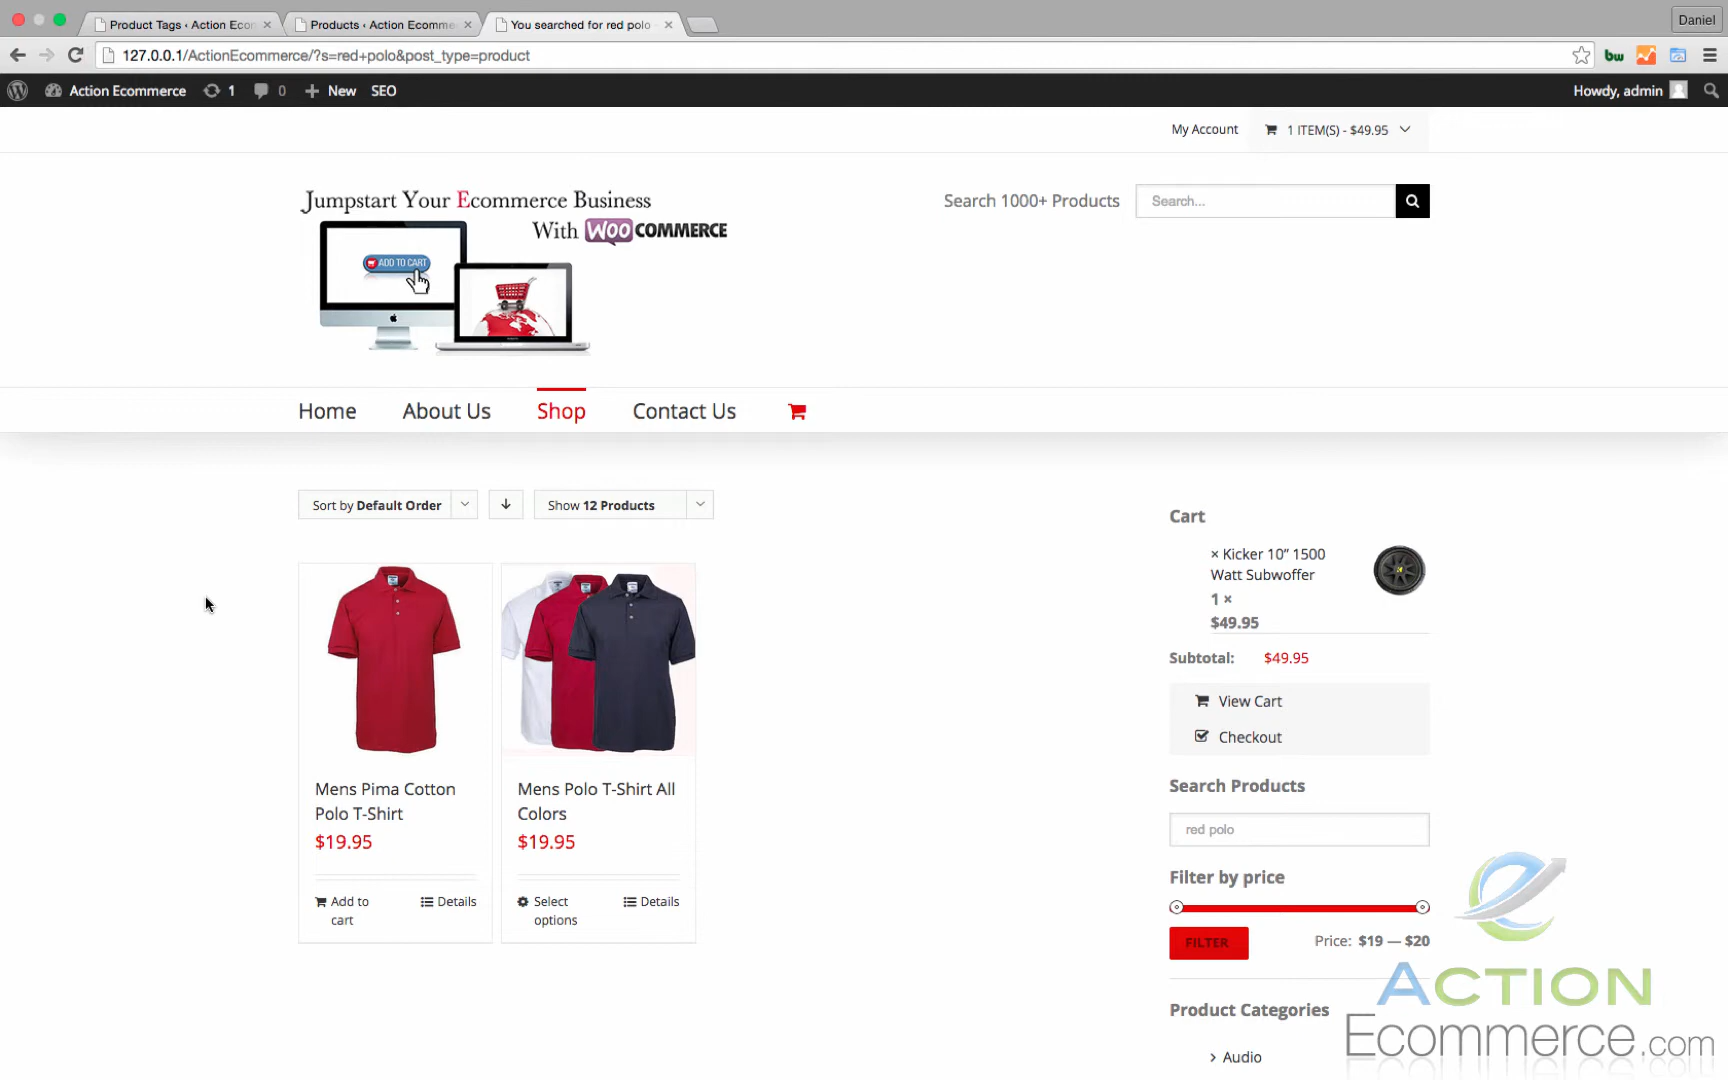 Product Tags ‹ Action Econ
Products ‹ Action Ecomme
You searched for red polo
Daniel
127.0.0.1/ActionEcommerce/?s=red+polo&post_type=product
bw
Action Ecommerce
1
0
New
SEO
Howdy, admin
My Account
1 ITEM(S) - $49.95
Jumpstart Your Ecommerce Business
With WOOCOMMERCE
ADD TO CART
Search 1000+ Products
Search...
Home
About Us
Shop
Contact Us
Sort by Default Order
Show 12 Products
Mens Pima Cotton
Polo T-Shirt
$19.95
Add to
cart
Details
Mens Polo T-Shirt All
Colors
$19.95
Select
options
Details
Cart
× Kicker 10” 1500
Watt Subwoffer
1 ×
$49.95
Subtotal: $49.95
View Cart
Checkout
Search Products
red polo
Filter by price
FILTER
Price: $19 — $20
Product Categories
Audio
ACTION
Ecommerce.com